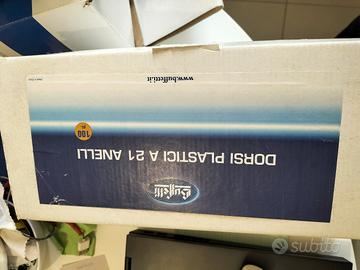 Buffetti
DORSI PLASTICI A 21 ANELLI
100
www.buffetti.it
subito